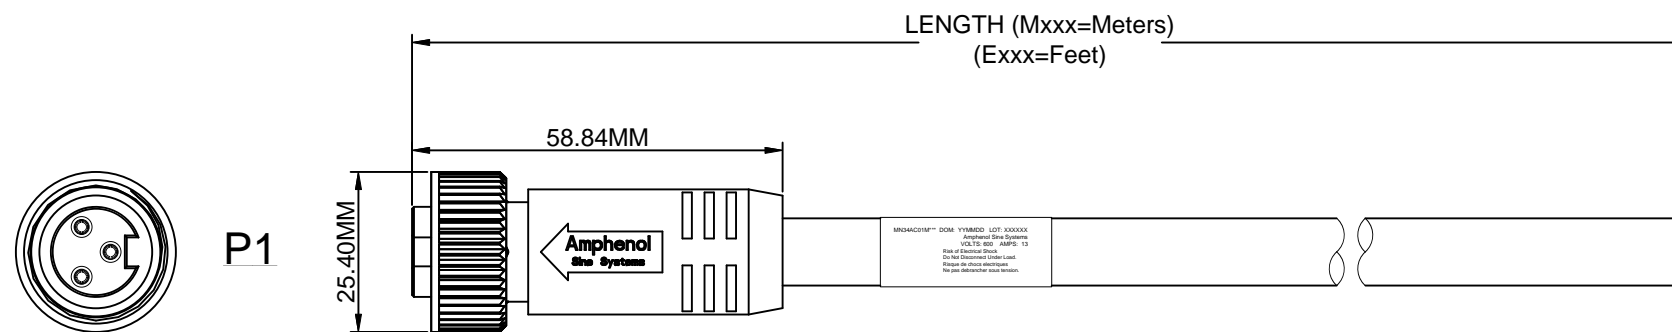 LENGTH (Mxxx=Meters)
(Exxx=Feet)
58.84MM
P1
25.40MM
Amphenol
Sine Systems
MN34AC01M*** DOM: YYMMDD LOT: XXXXXX
Amphenol Sine Systems
VOLTS: 600 AMPS: 13
Risk of Electrical Shock
Do Not Disconnect Under Load.
Risque de chocs electriques
Ne pas debrancher sous tension.